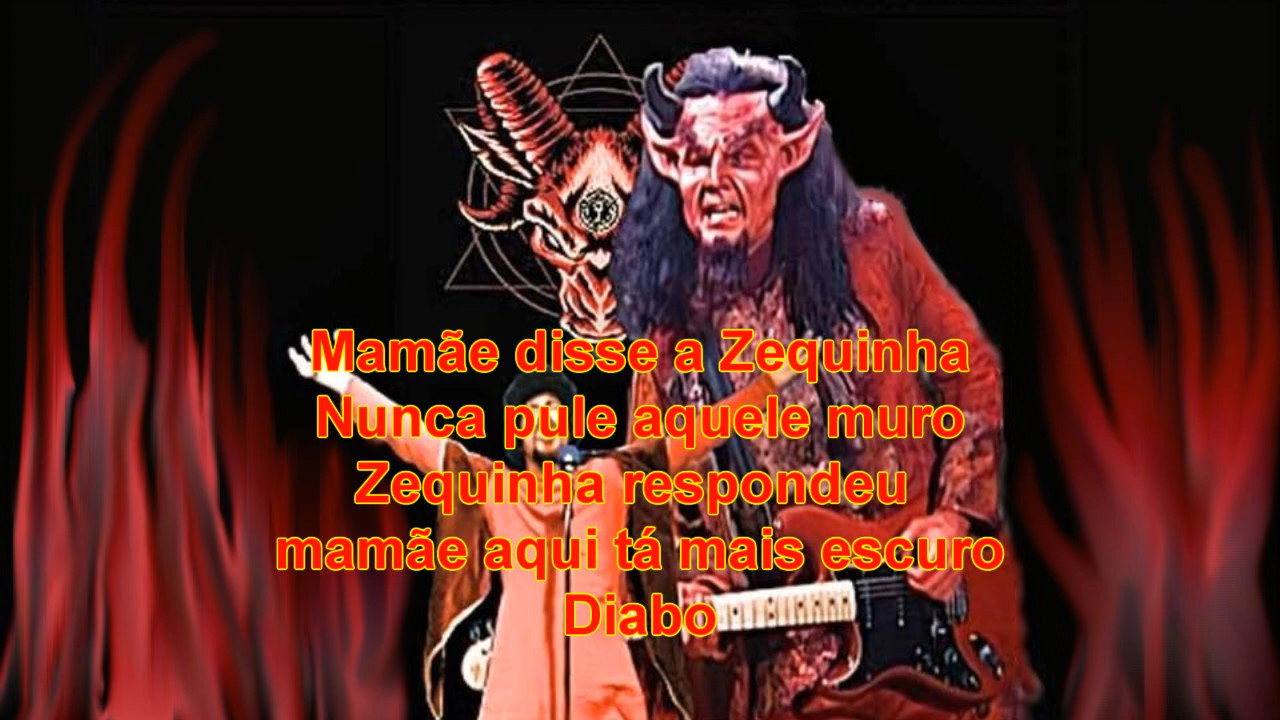 Mamãe disse a Zequinha
Nunca pule aquele muro
Zequinha respondeu
mamãe aqui tá mais escuro
Diabo